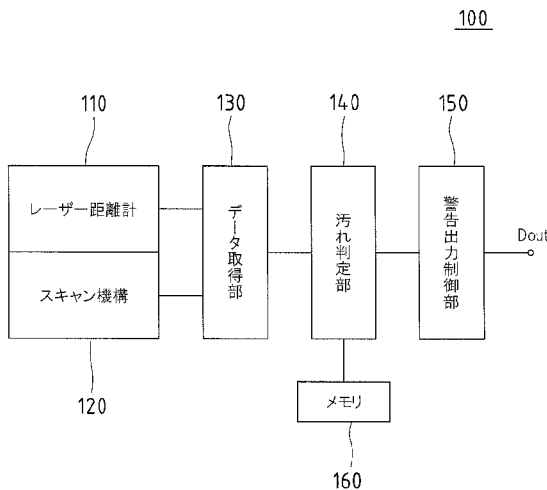 100
110
130
140
150
レーザー距離計
スキャン機構
データ取得部
汚れ判定部
警告出力制御部
Dout
120
メモリ
160